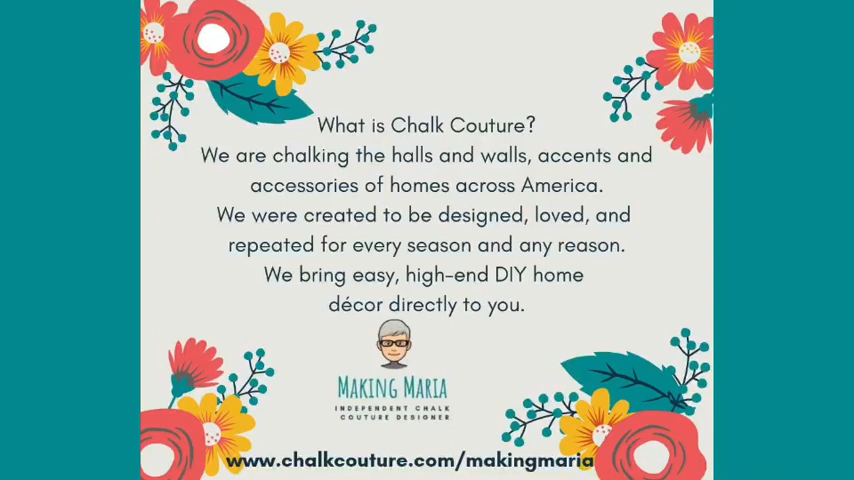 What is Chalk Couture?
We are chalking the halls and walls, accents and
accessories of homes across America.
We were created to be designed, loved, and
repeated for every season and any reason.
We bring easy, high-end DIY home
décor directly to you.
MAKING MARIA
INDEPENDENT CHALK
COUTURE DESIGNER
www.chalkcouture.com/makingmaria